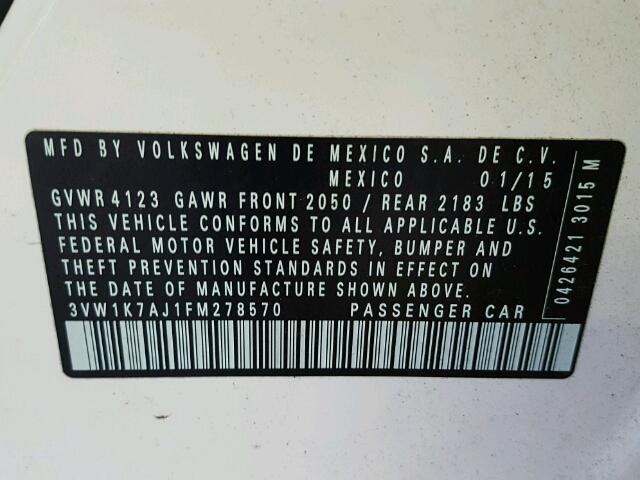 MFD BY VOLKSWAGEN DE MEXICO S.A. DE C.V.
MEXICO 01/15
GVWR 4123 GAWR FRONT 2050 / REAR 2183 LBS
THIS VEHICLE CONFORMS TO ALL APPLICABLE U.S.
FEDERAL MOTOR VEHICLE SAFETY, BUMPER AND
THEFT PREVENTION STANDARDS IN EFFECT ON
THE DATE OF MANUFACTURE SHOWN ABOVE.
3VW1K7AJ1FM278570 PASSENGER CAR
0426421 3015 M